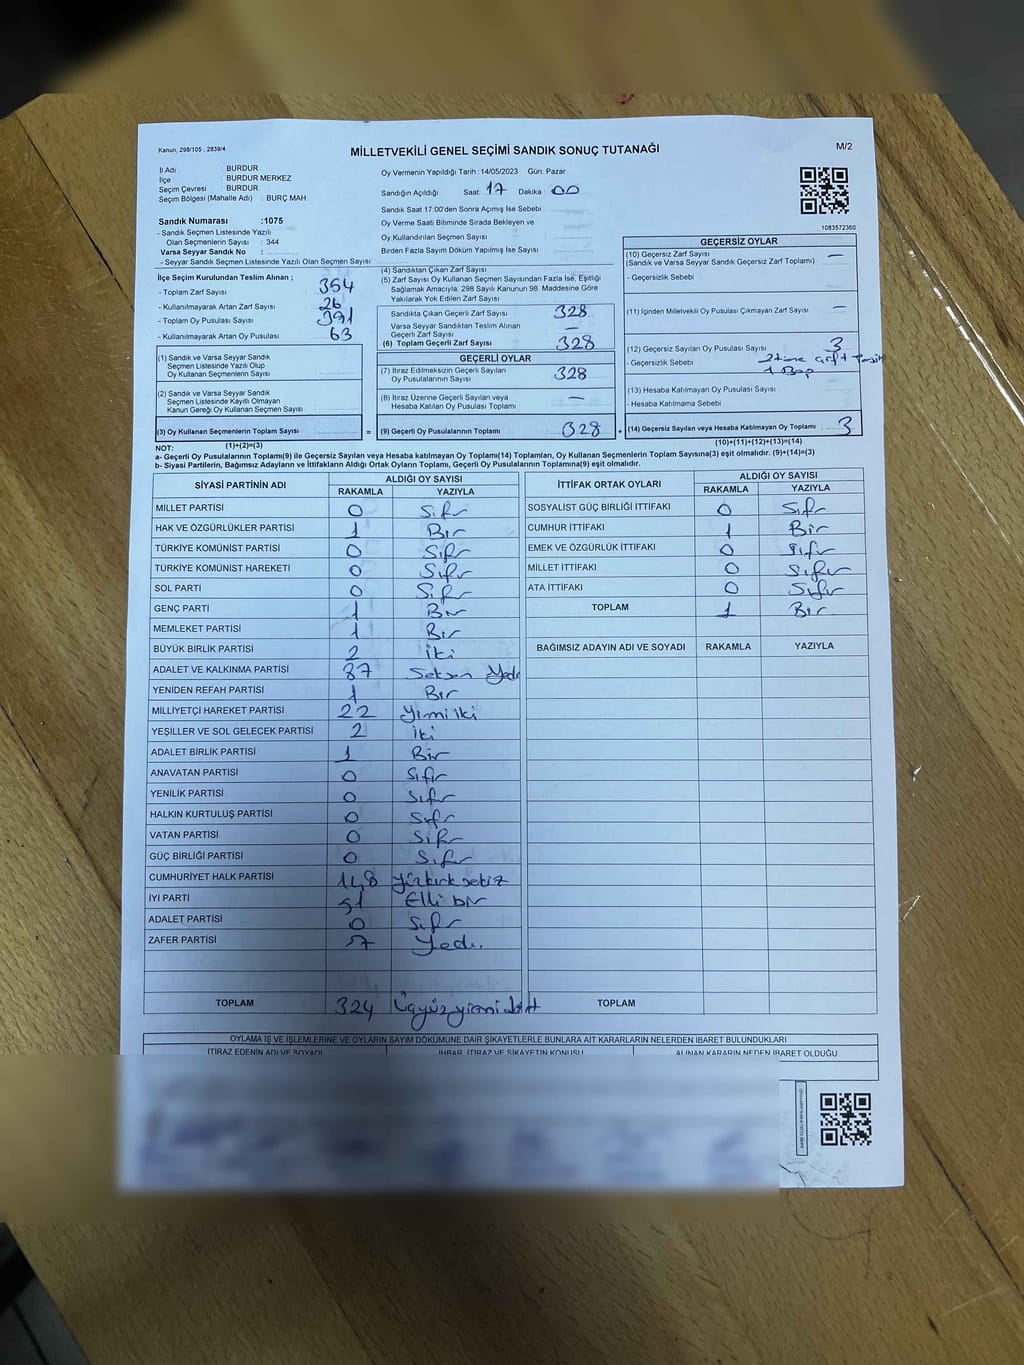 Kanun, 298/105 , 2839/4
MİLLETVEKİLİ GENEL SEÇİMİ SANDIK SONUÇ TUTANAĞI
M/2
İl Adı : BURDUR
İlçe : BURDUR MERKEZ
Seçim Çevresi : BURDUR
Seçim Bölgesi (Mahalle Adı) : BURÇ MAH
Sandık Numarası :1075
- Sandık Seçmen Listesinde Yazılı
Olan Seçmenlerin Sayısı : 344
Varsa Seyyar Sandık No :
- Seyyar Sandık Seçmen Listesinde Yazılı Olan Seçmen Sayısı:
Oy Vermenin Yapıldığı Tarih :14/05/2023 Gün: Pazar
Sandığın Açıldığı Saat : 17 Dakika : 00
Sandık Saat 17:00'den Sonra Açımış İse Sebebi :
Oy Verme Saati Bitiminde Sırada Bekleyen ve
Oy Kullandırılan Seçmen Sayısı :
Birden Fazla Sayım Döküm Yapılmış İse Sayısı :
1083572360
İlçe Seçim Kurulundan Teslim Alınan ;
- Toplam Zarf Sayısı : 354
- Kullanılmayarak Artan Zarf Sayısı : 26
- Toplam Oy Pusulası Sayısı : 391
- Kullanılmayarak Artan Oy Pusulası : 63
(1) Sandık ve Varsa Seyyar Sandık
Seçmen Listesinde Yazılı Olup
Oy Kullanan Seçmen Sayısı :
(2) Sandık ve Varsa Seyyar Sandık
Seçmen Listesinde Kayıtlı Olmayan
Kanun Gereği Oy Kullanan Seçmen Sayısı :
(3) Oy Kullanan Seçmenlerin Toplam Sayısı :
(1)+(2)=(3)
(4) Sandıktan Çıkan Zarf Sayısı
(5) Zarf Sayısı Oy Kullanan Seçmen Sayısından Fazla İse, Eşitliği
Sağlamak Amacıyla, 298 Sayılı Kanunun 98. Maddesine Göre
Yakılarak Yok Edilen Zarf Sayısı :
Sandıkta Çıkan Geçerli Zarf Sayısı : 328
Varsa Seyyar Sandıktan Teslim Alınan
Geçerli Zarf Sayısı : —
(6) Toplam Geçerli Zarf Sayısı : 328
GEÇERLİ OYLAR
(7) İtiraz Edilmeksizin Geçerli Sayılan
Oy Pusulalarının Sayısı : 328
(8) İtiraz Üzerine Geçerli Sayılan veya
Hesaba Katılan Oy Pusulası Toplamı : —
= (9) Geçerli Oy Pusulalarının Toplamı : 328
GEÇERSİZ OYLAR
(10) Geçersiz Zarf Sayısı : —
(Sandık ve Varsa Seyyar Sandık Geçersiz Zarf Toplamı)
- Geçersizlik Sebebi :
(11) İçinden Milletvekili Oy Pusulası Çıkmayan Zarf Sayısı : —
(12) Geçersiz Sayılan Oy Pusulası Sayısı : 3
- Geçersizlik Sebebi :
(13) Hesaba Katılmayan Oy Pusulası Sayısı :
- Hesaba Katılmama Sebebi :
+ (14) Geçersiz Sayılan veya Hesaba Katılmayan Oy Toplamı : 3
(10)+(11)+(12)+(13)=(14)
NOT:
a- Geçerli Oy Pusulalarının Toplamı(9) ile Geçersiz Sayılan veya Hesaba Katılmayan Oy Toplamı(14) Toplamları, Oy Kullanan Seçmenlerin Toplam Sayısına(3) eşit olmalıdır. (9)+(14)=(3)
b- Siyasi Partilerin, Bağımsız Adayların ve İttifakların Aldığı Ortak Oyların Toplamı, Geçerli Oy Pusulalarının Toplamına(9) eşit olmalıdır.
SİYASİ PARTİNİN ADI ALDIĞI OY SAYISI
RAKAMLA YAZIYLA
MİLLET PARTİSİ 0 Sıfır
HAK VE ÖZGÜRLÜKLER PARTİSİ 1 Bir
TÜRKİYE KOMÜNİST PARTİSİ 0 Sıfır
TÜRKİYE KOMÜNİST HAREKETİ 0 Sıfır
SOL PARTİ 0 Sıfır
GENÇ PARTİ 1 Bir
MEMLEKET PARTİSİ 1 Bir
BÜYÜK BİRLİK PARTİSİ 2 İki
ADALET VE KALKINMA PARTİSİ 87 Seksen Yedi
YENİDEN REFAH PARTİSİ 1 Bir
MİLLİYETÇİ HAREKET PARTİSİ 22 Yirmi iki
YEŞİLLER VE SOL GELECEK PARTİSİ 2 İki
ADALET BİRLİK PARTİSİ 1 Bir
ANAVATAN PARTİSİ 0 Sıfır
YENİLİK PARTİSİ 0 Sıfır
HALKIN KURTULUŞ PARTİSİ 0 Sıfır
VATAN PARTİSİ 0 Sıfır
GÜÇ BİRLİĞİ PARTİSİ 0 Sıfır
CUMHURİYET HALK PARTİSİ 148 Yüzkırksekiz
İYİ PARTİ 51 Elli bir
ADALET PARTİSİ 0 Sıfır
ZAFER PARTİSİ 7 Yedi.
TOPLAM 324 Üçyüzyirmi dört
İTTİFAK ORTAK OYLARI ALDIĞI OY SAYISI
RAKAMLA YAZIYLA
SOSYALİST GÜÇ BİRLİĞİ İTTİFAKI 0 Sıfır
CUMHUR İTTİFAKI 1 Bir
EMEK VE ÖZGÜRLÜK İTTİFAKI 0 Sıfır
MİLLET İTTİFAKI 0 Sıfır
ATA İTTİFAKI 0 Sıfır
TOPLAM 1 Bir
BAĞIMSIZ ADAYIN ADI VE SOYADI RAKAMLA YAZIYLA
TOPLAM
OYLAMA İŞ VE İŞLEMLERİNE VE OYLARIN SAYIM DÖKÜMÜNE DAİR ŞİKAYETLERLE BUNLARA AİT KARARLARIN NELERDEN İBARET BULUNDUKLARI
İTİRAZ EDENİN ADI VE SOYADI İHBAR, İTİRAZ VE ŞİKAYETİN KONUSU ALINAN KARARIN NEDEN İBARET OLDUĞU